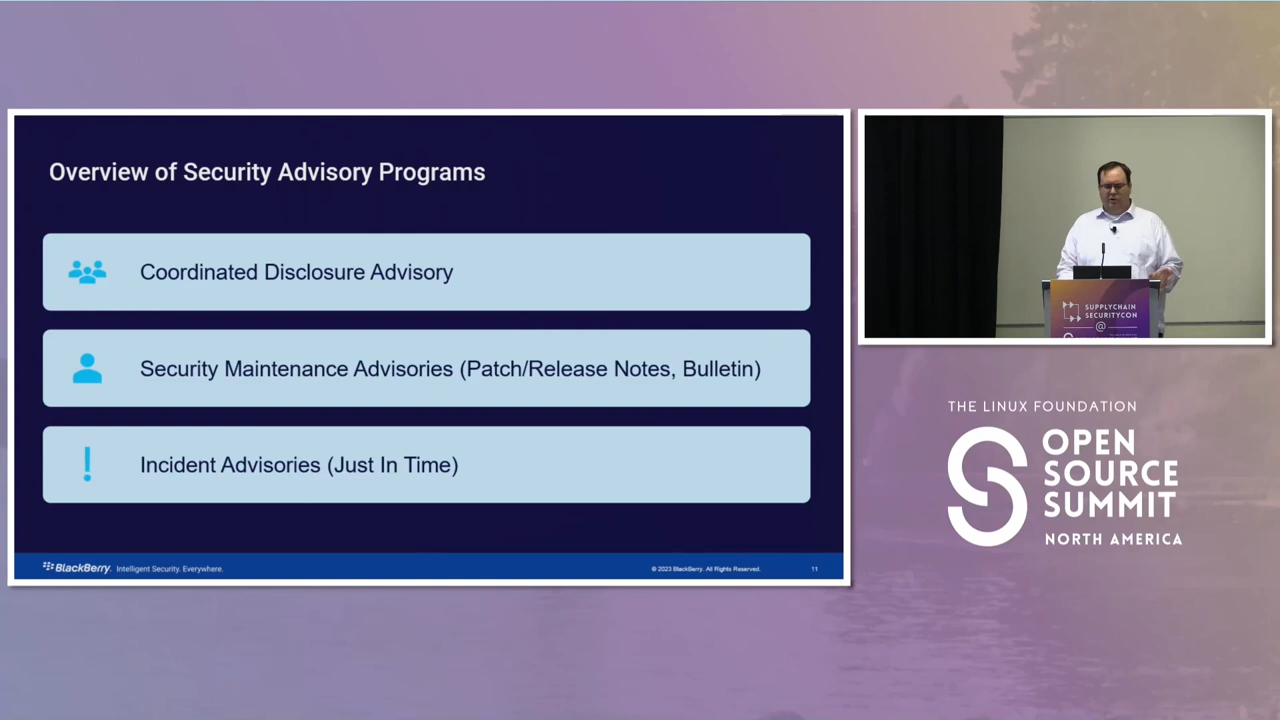 Overview of Security Advisory Programs
Coordinated Disclosure Advisory
Security Maintenance Advisories (Patch/Release Notes, Bulletin)
Incident Advisories (Just In Time)
BlackBerry. Intelligent Security. Everywhere.
© 2023 BlackBerry. All Rights Reserved.
11
SUPPLYCHAIN
SECURITYCON
@
THE LINUX FOUNDATION
OPEN
SOURCE
SUMMIT
NORTH AMERICA